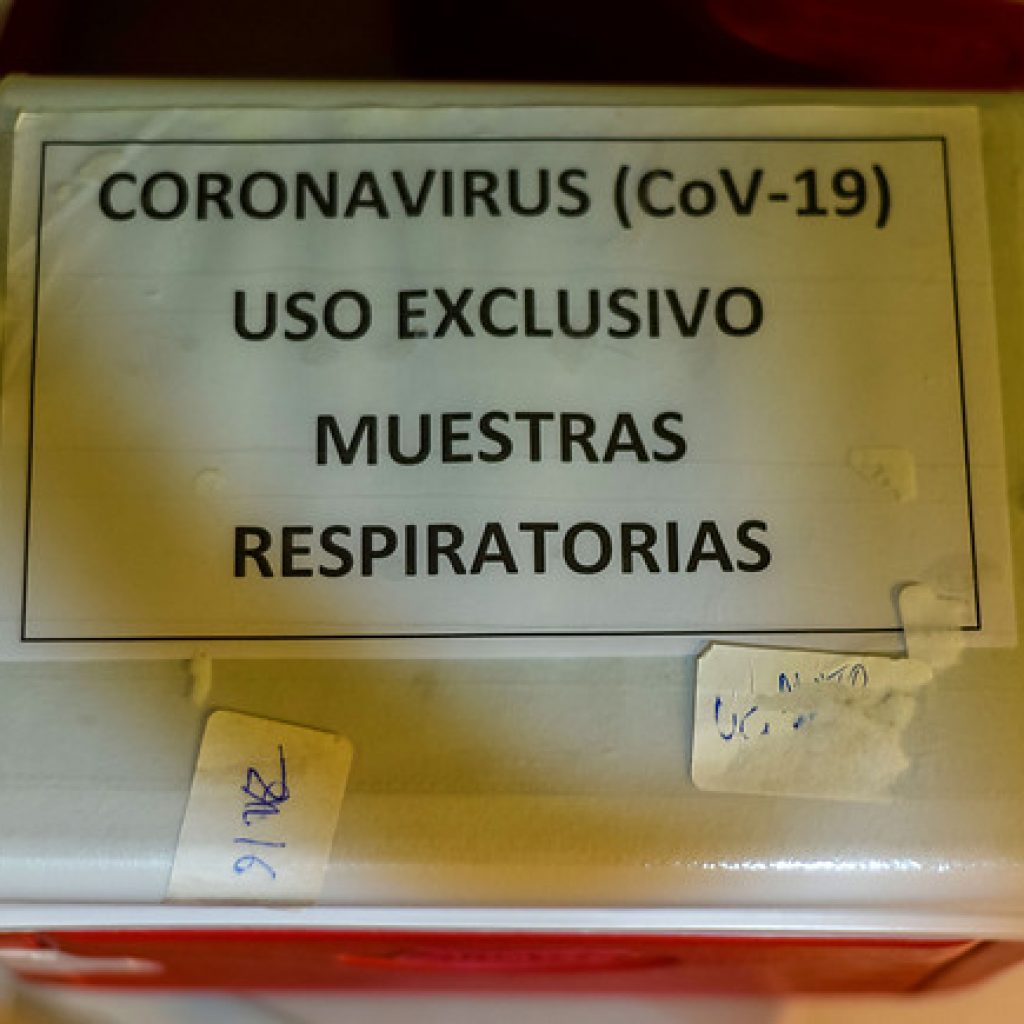 CORONAVIRUS (CoV-19)
USO EXCLUSIVO
MUESTRAS
RESPIRATORIAS